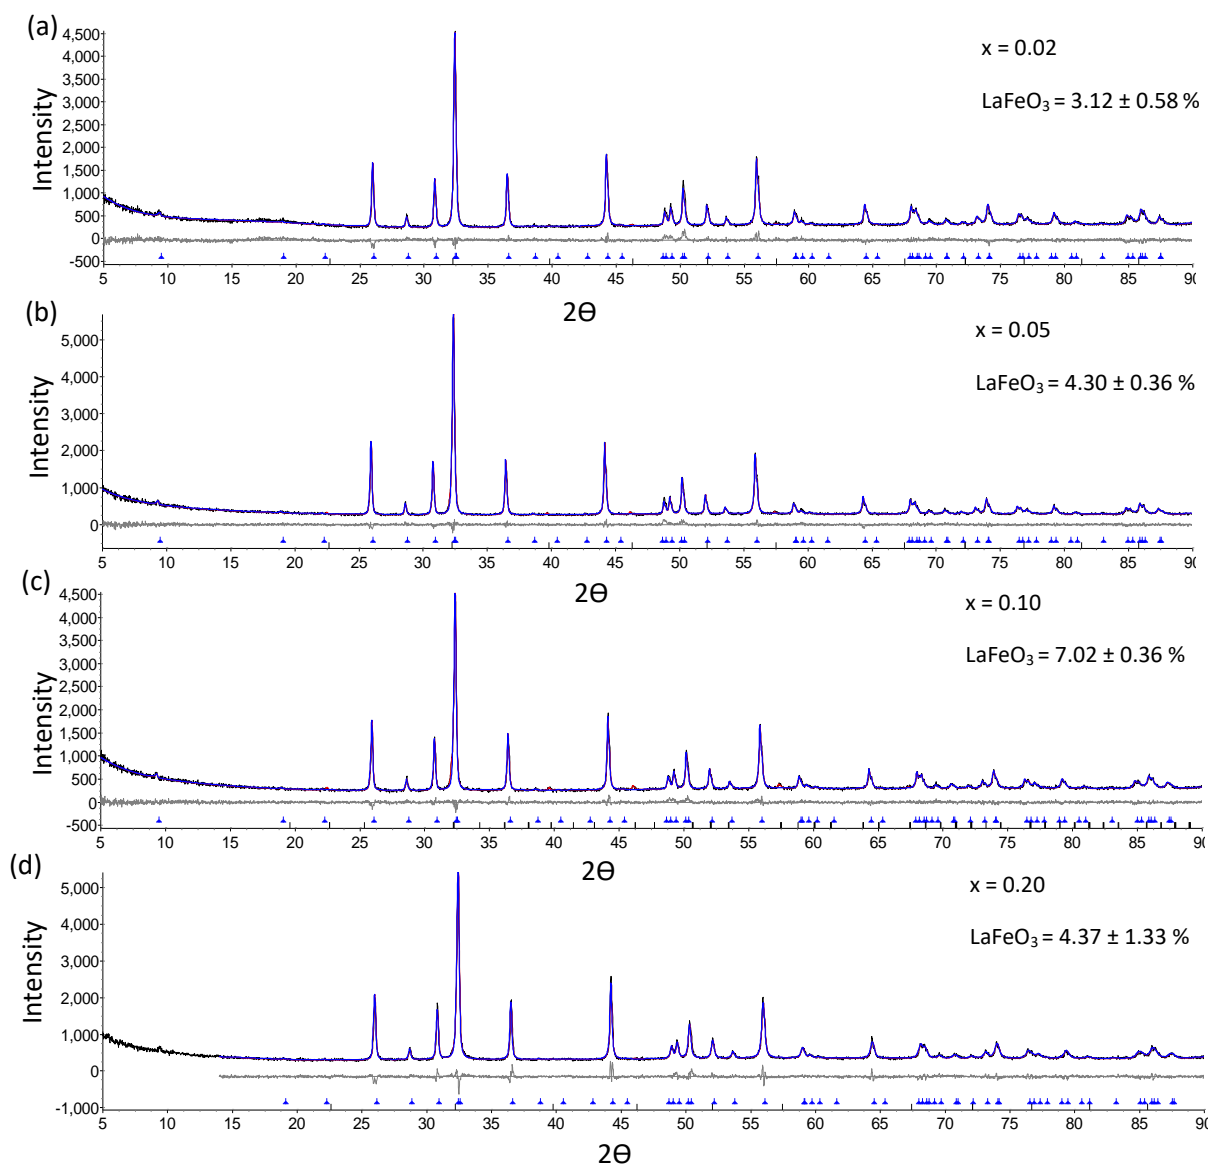 (a)
4,500
4,000
3,500
3,000
2,500
2,000
1,500
1,000
500
0
-500
Intensity
x = 0.02
LaFeO₃ = 3.12 ± 0.58 %
5 10 15 20 25 30 35 40 45 50 55 60 65 70 75 80 85 90
2Ө
(b)
5,000
4,000
3,000
2,000
1,000
0
Intensity
x = 0.05
LaFeO₃ = 4.30 ± 0.36 %
5 10 15 20 25 30 35 40 45 50 55 60 65 70 75 80 85 90
2Ө
(c)
4,500
4,000
3,500
3,000
2,500
2,000
1,500
1,000
500
0
-500
Intensity
x = 0.10
LaFeO₃ = 7.02 ± 0.36 %
5 10 15 20 25 30 35 40 45 50 55 60 65 70 75 80 85 90
2Ө
(d)
5,000
4,000
3,000
2,000
1,000
0
-1,000
Intensity
x = 0.20
LaFeO₃ = 4.37 ± 1.33 %
5 10 15 20 25 30 35 40 45 50 55 60 65 70 75 80 85 90
2Ө